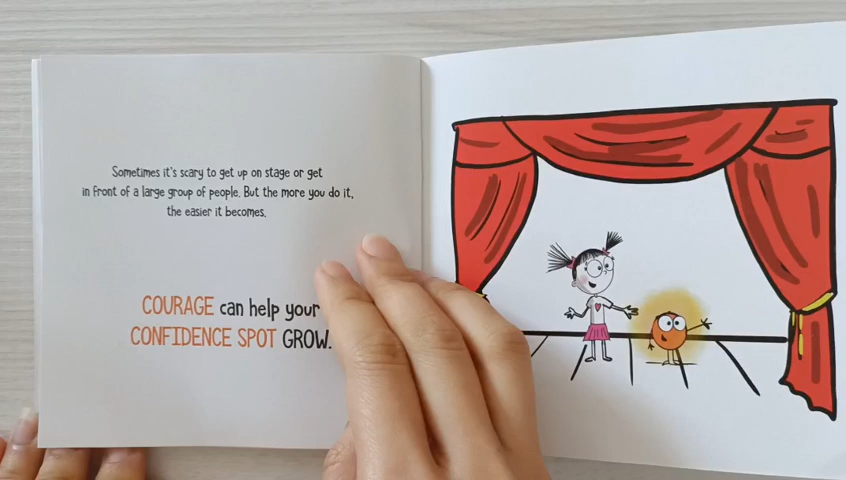 Sometimes it's scary to get up on stage or get
in front of a large group of people. But the more you do it,
the easier it becomes.
COURAGE can help your
CONFIDENCE SPOT GROW.